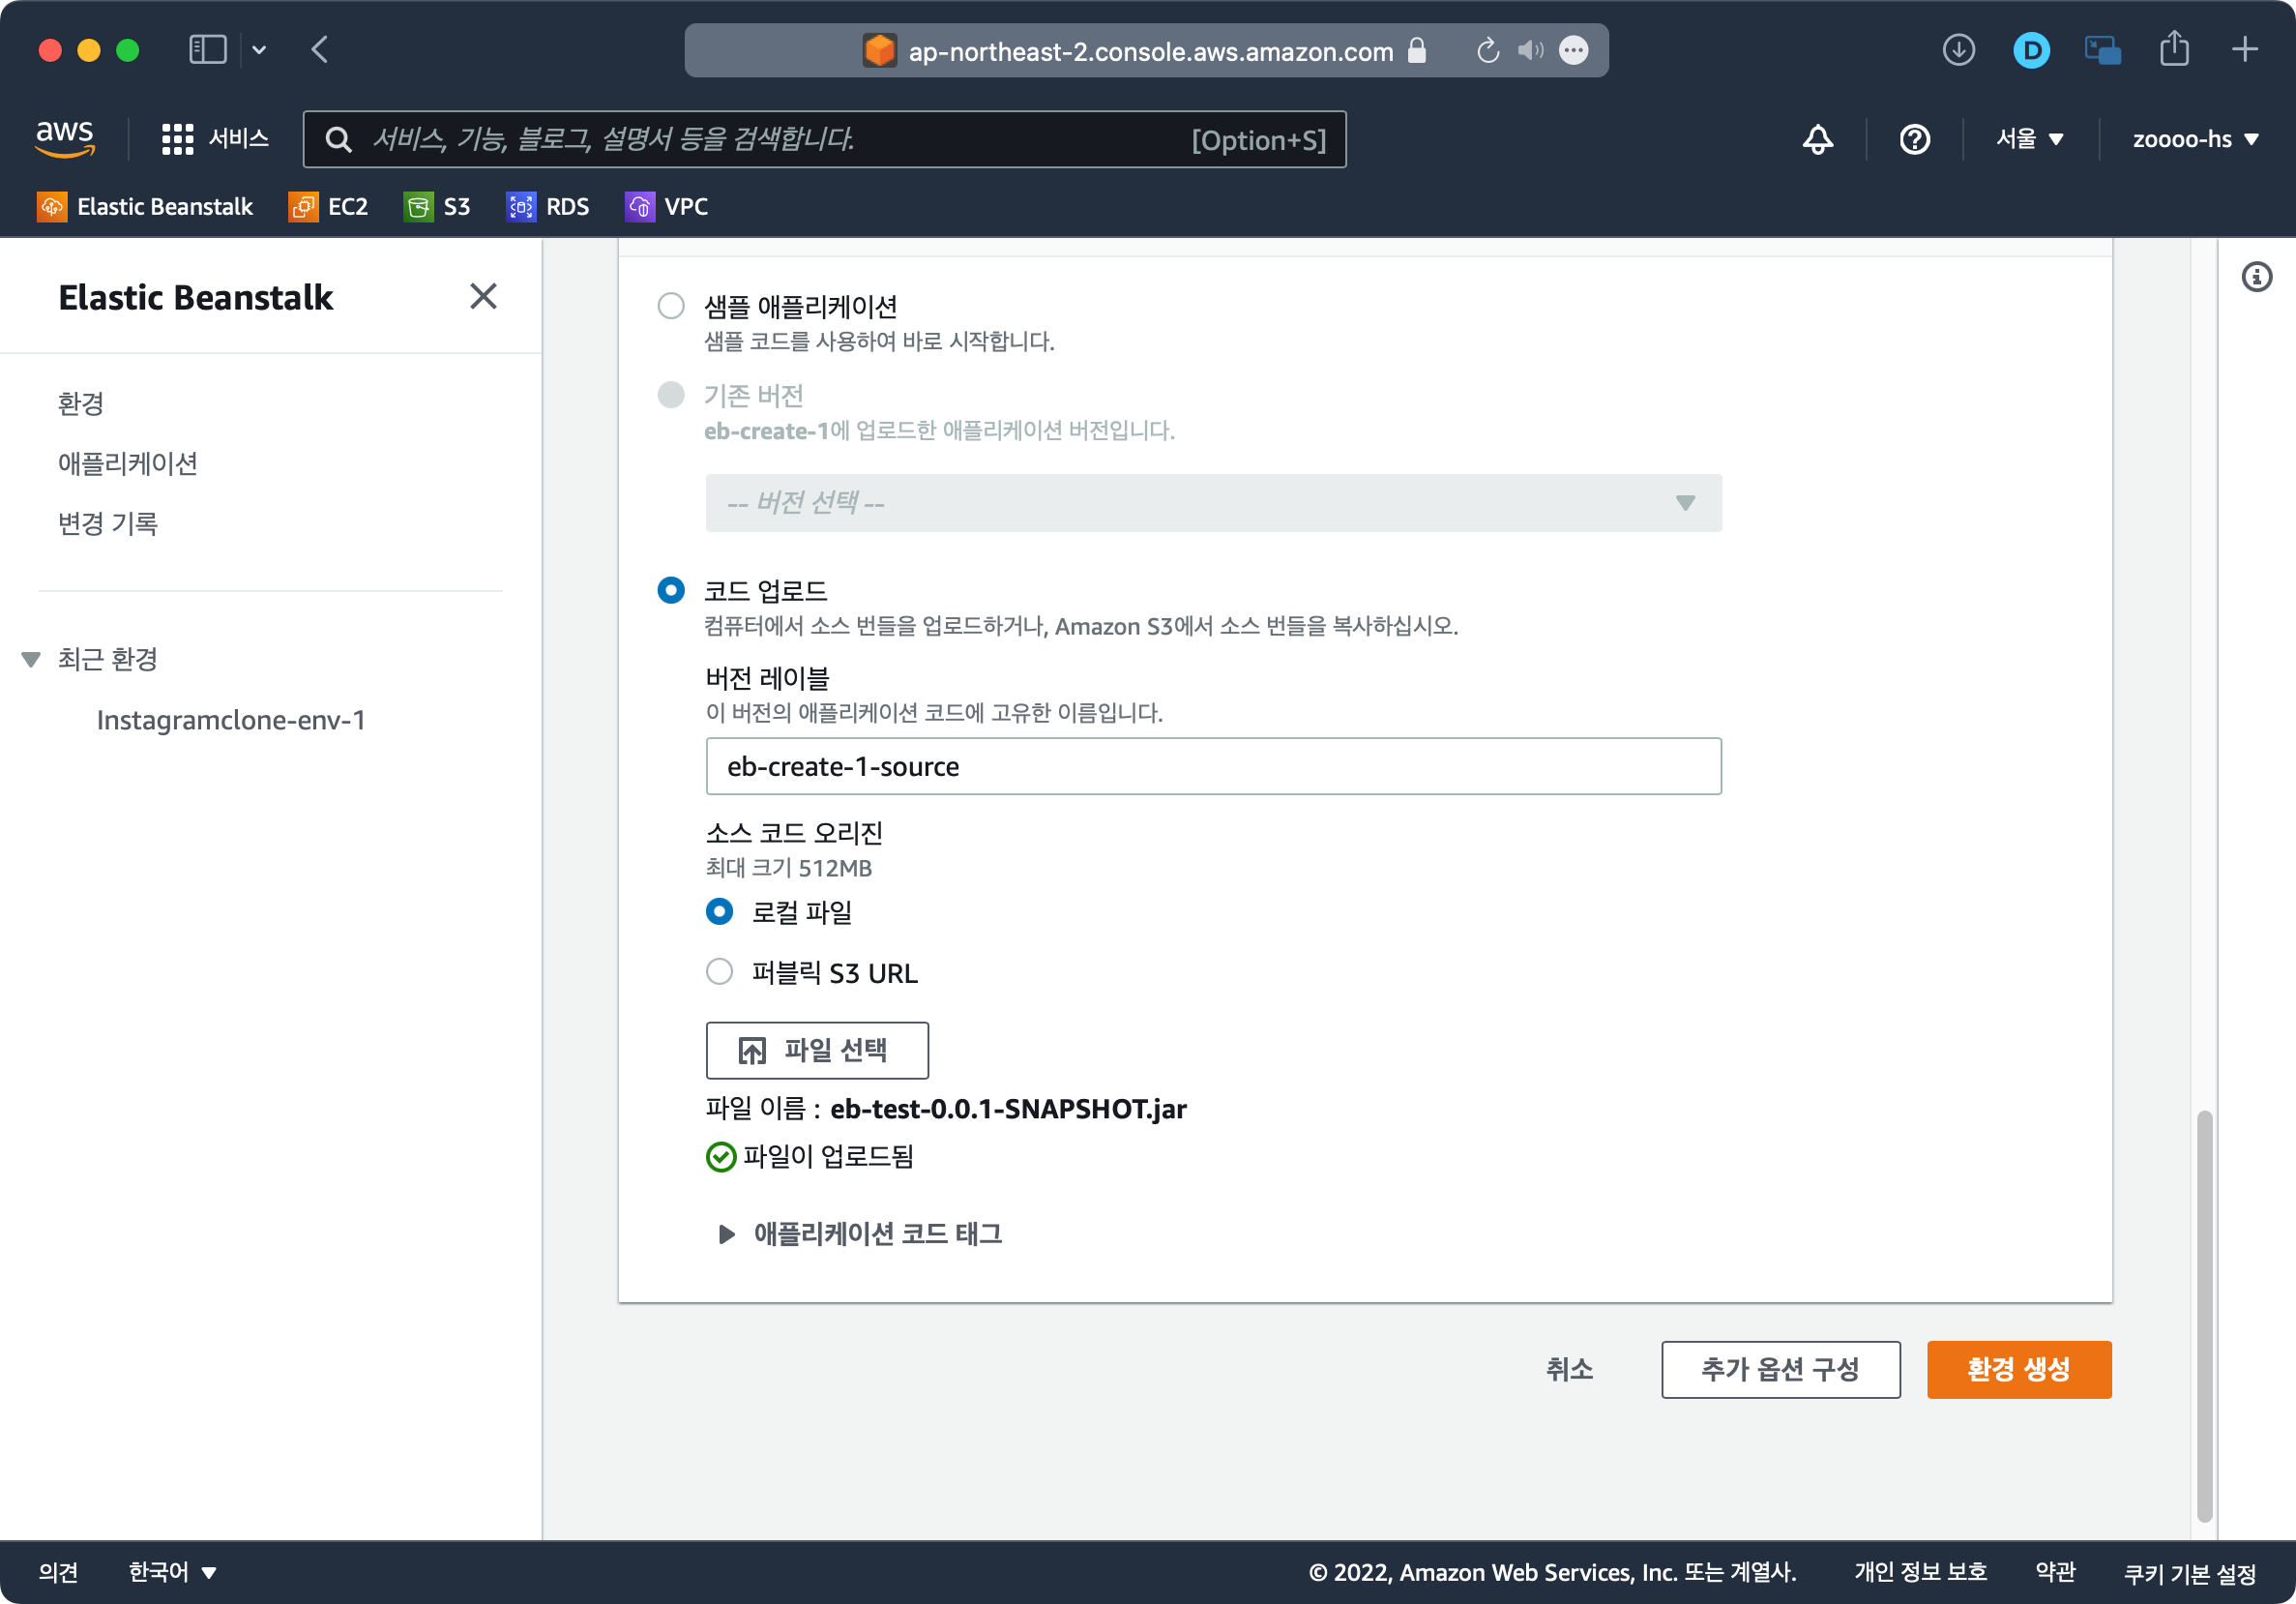 ap-northeast-2.console.aws.amazon.com
D
aws
서비스
서비스, 기능, 블로그, 설명서 등을 검색합니다.
[Option+S]
서울
zoooo-hs
Elastic Beanstalk
EC2
S3
RDS
VPC
Elastic Beanstalk
환경
애플리케이션
변경 기록
최근 환경
Instagramclone-env-1
샘플 애플리케이션
샘플 코드를 사용하여 바로 시작합니다.
기존 버전
eb-create-1에 업로드한 애플리케이션 버전입니다.
-- 버전 선택 --
코드 업로드
컴퓨터에서 소스 번들을 업로드하거나, Amazon S3에서 소스 번들을 복사하십시오.
버전 레이블
이 버전의 애플리케이션 코드에 고유한 이름입니다.
eb-create-1-source
소스 코드 오리진
최대 크기 512MB
로컬 파일
퍼블릭 S3 URL
파일 선택
파일 이름 : eb-test-0.0.1-SNAPSHOT.jar
파일이 업로드됨
애플리케이션 코드 태그
취소
추가 옵션 구성
환경 생성
의견
한국어
© 2022, Amazon Web Services, Inc. 또는 계열사.
개인 정보 보호
약관
쿠키 기본 설정